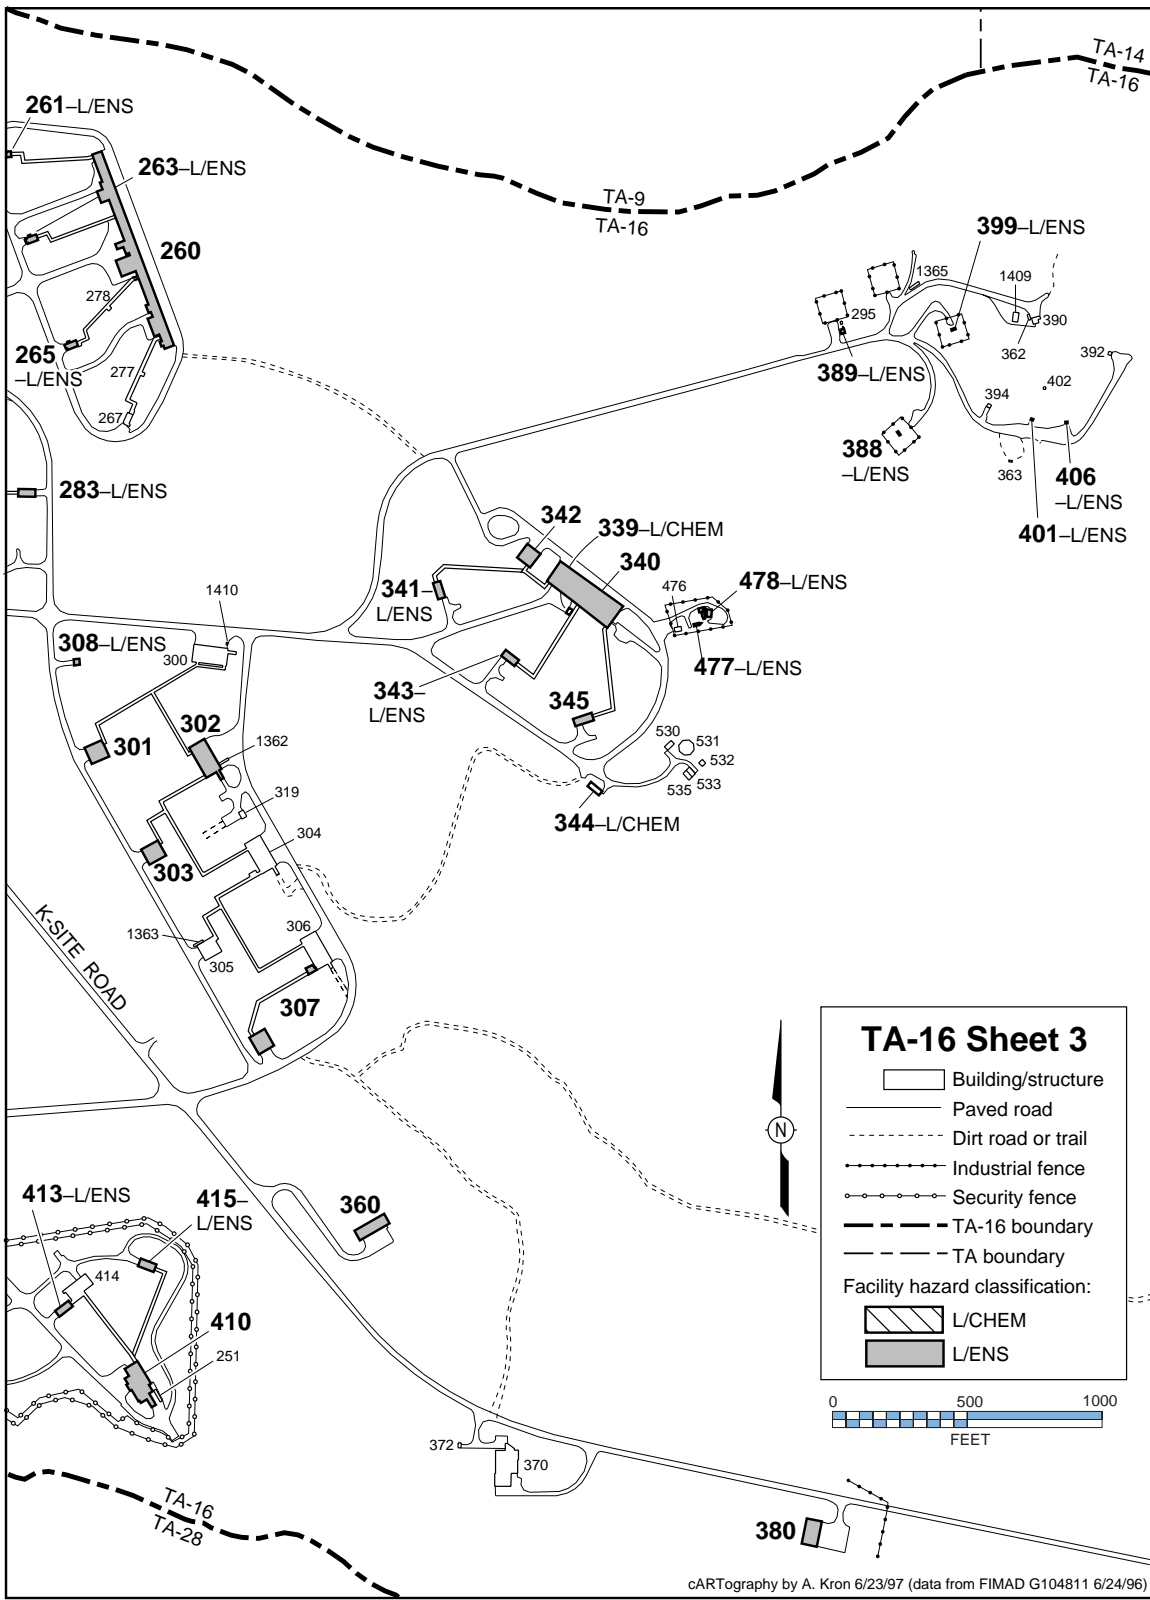 TA-14
TA-16
261–L/ENS
263–L/ENS
TA-9
TA-16
399–L/ENS
260
1365
1409
278
295
390
362
265
–L/ENS
277
389–L/ENS
392
402
394
267
388
–L/ENS
363
406
–L/ENS
283–L/ENS
401–L/ENS
342
339–L/CHEM
340
341–
L/ENS
476
478–L/ENS
1410
308–L/ENS
300
477–L/ENS
343–
L/ENS
345
302
301
1362
530
531
532
533
535
319
344–L/CHEM
304
303
K-SITE ROAD
1363
306
305
307
TA-16 Sheet 3
Building/structure
Paved road
Dirt road or trail
Industrial fence
Security fence
TA-16 boundary
TA boundary
Facility hazard classification:
L/CHEM
L/ENS
N
413–L/ENS
415–
L/ENS
360
414
410
251
0 500 1000
FEET
372
370
TA-16
TA-28
380
cARTography by A. Kron 6/23/97 (data from FIMAD G104811 6/24/96)